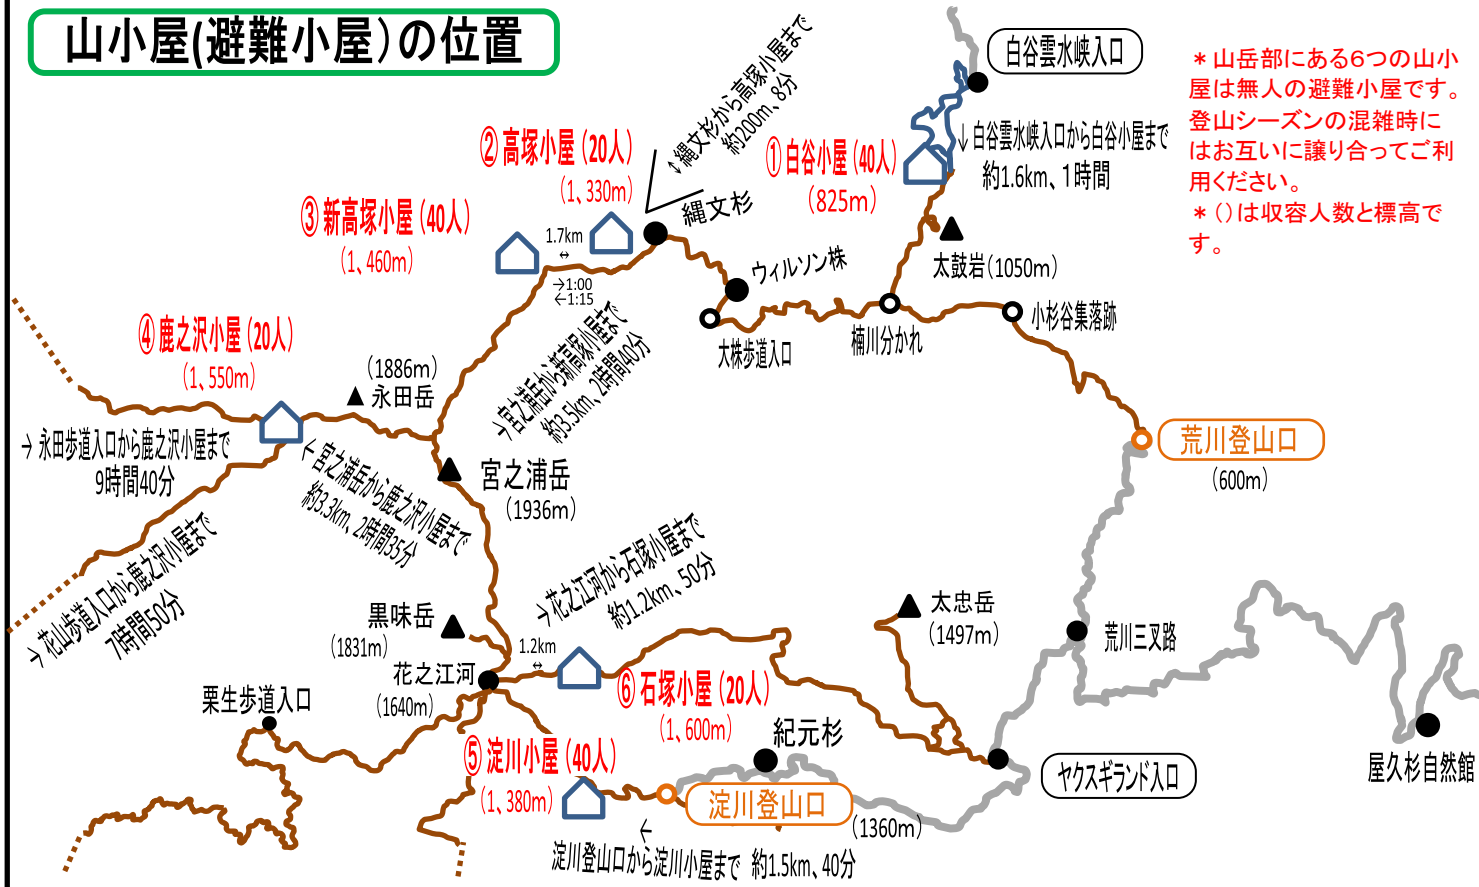 山小屋(避難小屋)の位置
白谷雲水峡入口
*山岳部にある6つの山小
屋は無人の避難小屋です。
登山シーズンの混雑時に
はお互いに譲り合ってご利
用ください。
*()は収容人数と標高で
す。
↕縄文杉から高塚小屋まで
約200m、8分
↓白谷雲水峡入口から白谷小屋まで
約1.6km、1時間
①白谷小屋(40人)
(825m)
②高塚小屋(20人)
(1、330m)
縄文杉
③新高塚小屋(40人)
(1、460m)
1.7km
↔
→1:00
←1:15
太鼓岩(1050m)
ウィルソン株
大株歩道入口
楠川分かれ
小杉谷集落跡
④鹿之沢小屋(20人)
(1、550m)
(1886m)
永田岳
→宮之浦岳から新高塚小屋まで
約3.5km、2時間40分
荒川登山口
(600m)
→永田歩道入口から鹿之沢小屋まで
9時間40分
←宮之浦岳から鹿之沢小屋まで
約3.3km、2時間35分
宮之浦岳
(1936m)
→花山歩道入口から鹿之沢小屋まで
7時間50分
→花之江河から石塚小屋まで
約1.2km、50分
黒味岳
(1831m)
太忠岳
(1497m)
荒川三叉路
1.2km
↔
花之江河
(1640m)
栗生歩道入口
⑥石塚小屋(20人)
(1、600m)
紀元杉
⑤淀川小屋(40人)
(1、380m)
淀川登山口
(1360m)
ヤクスギランド入口
屋久杉自然館
←
淀川登山口から淀川小屋まで 約1.5km、40分